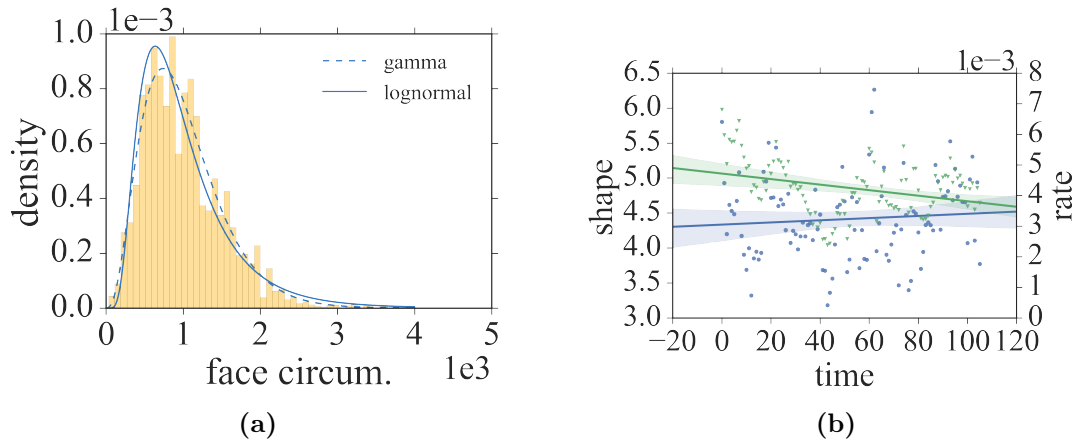 1e−3
1.0
0.8
0.6
0.4
0.2
0.0
density
gamma
lognormal
0 1 2 3 4 5
face circum. 1e3
(a)
1e−3
6.5
6.0
5.5
5.0
4.5
4.0
3.5
3.0
shape
8
7
6
5
4
3
2
1
0
rate
−20 0 20 40 60 80 100 120
time
(b)